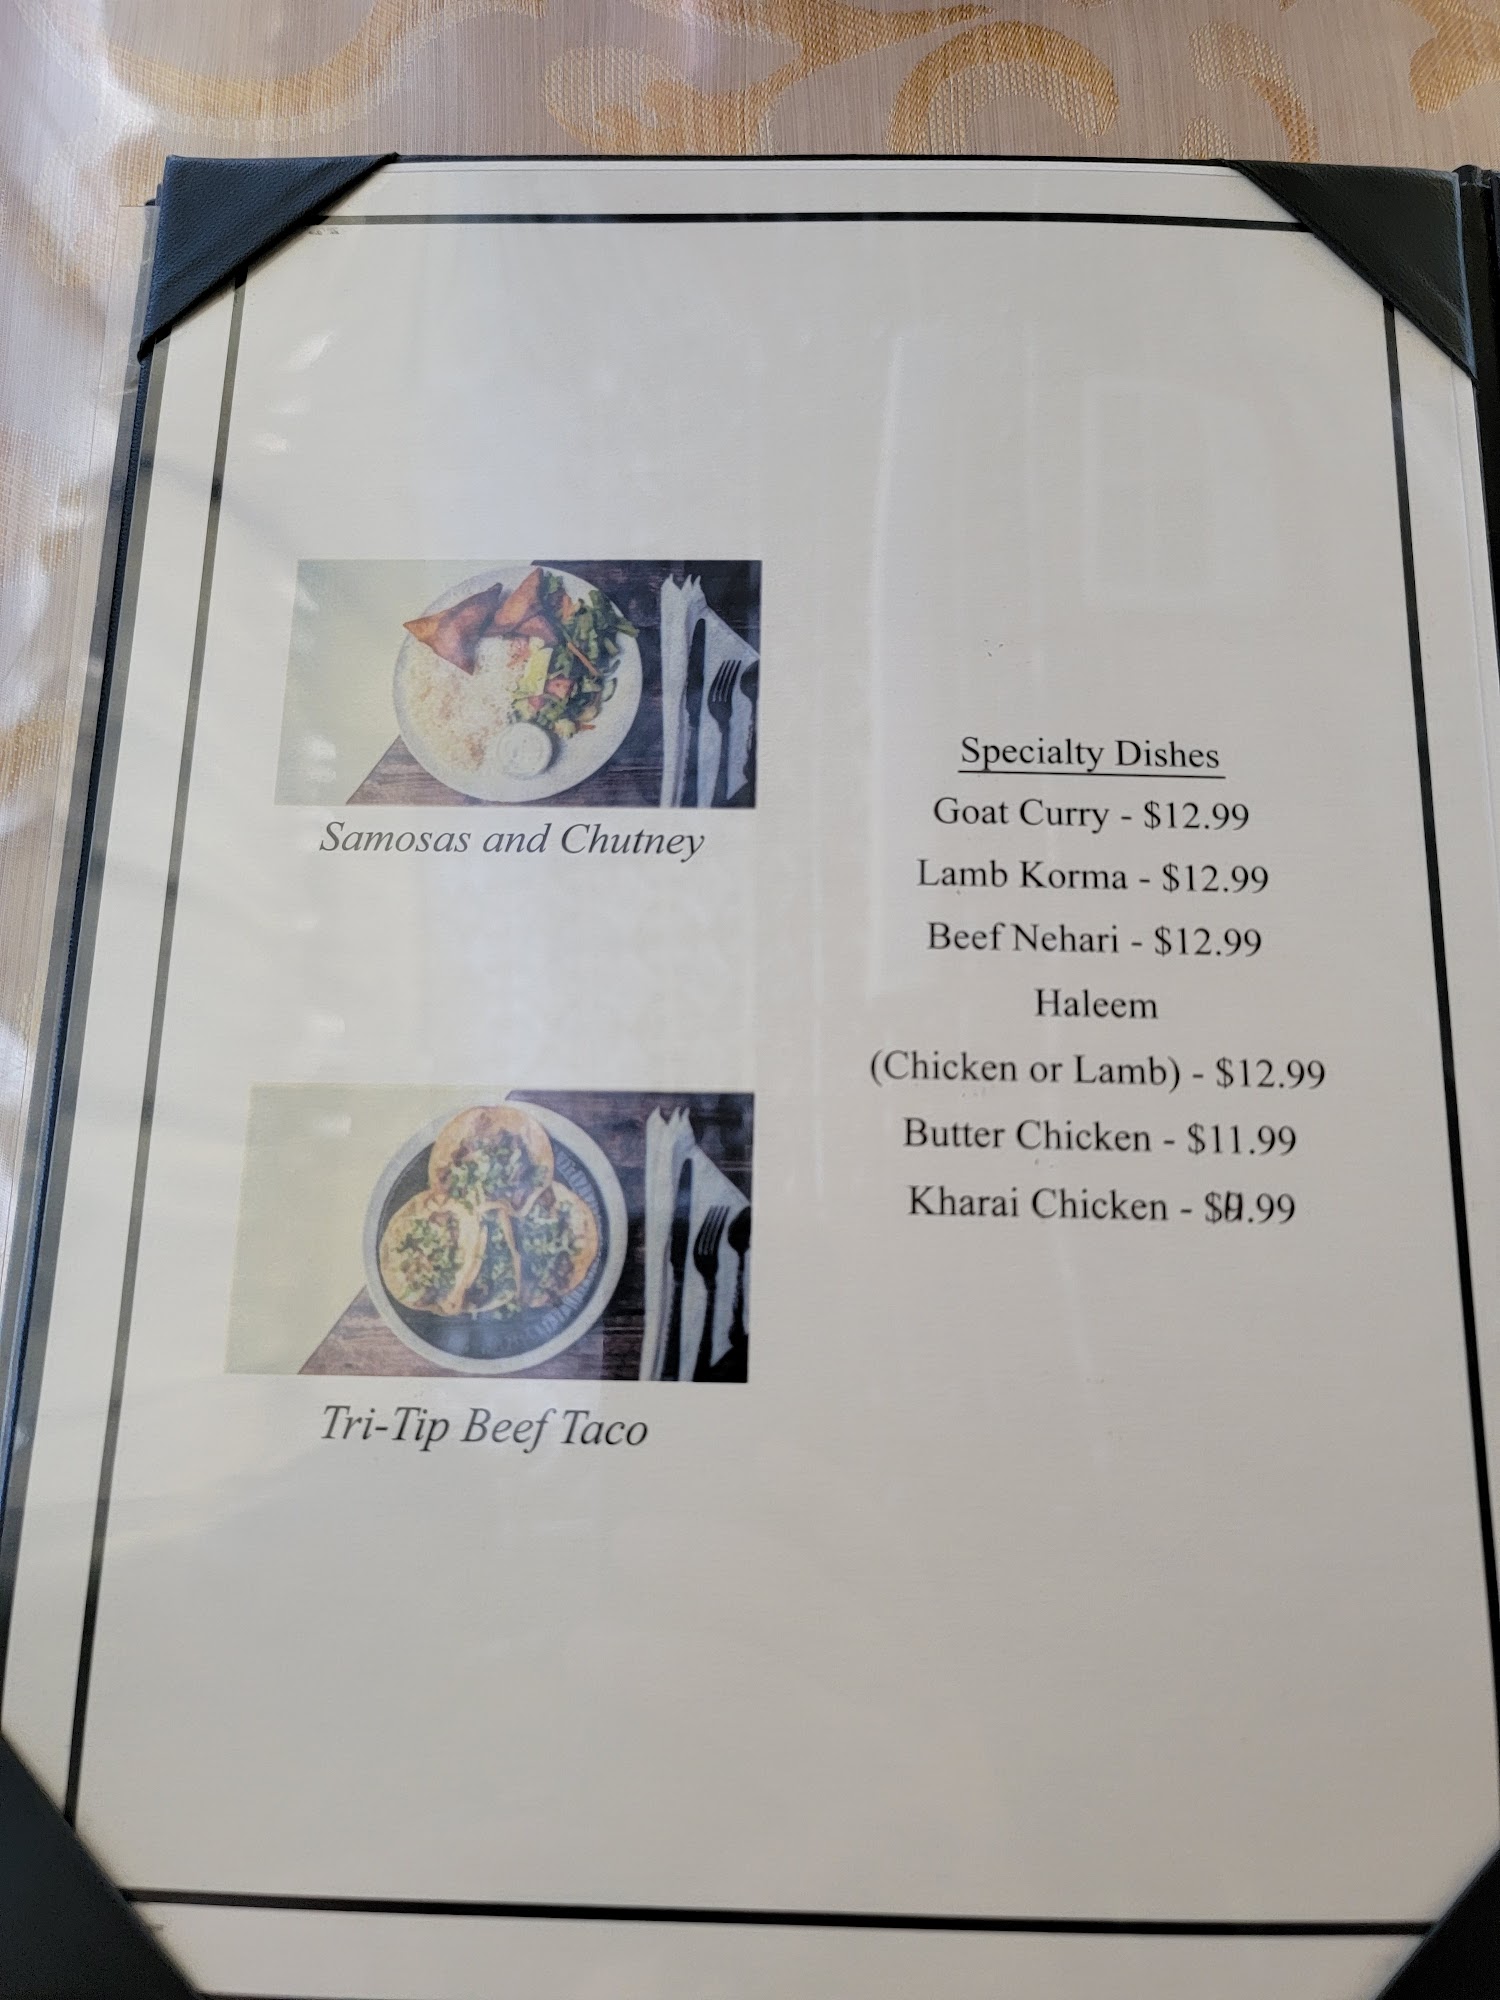 Samosas and Chutney
Tri-Tip Beef Taco
Specialty Dishes
Goat Curry - $12.99
Lamb Korma - $12.99
Beef Nehari - $12.99
Haleem
(Chicken or Lamb) - $12.99
Butter Chicken - $11.99
Kharai Chicken -